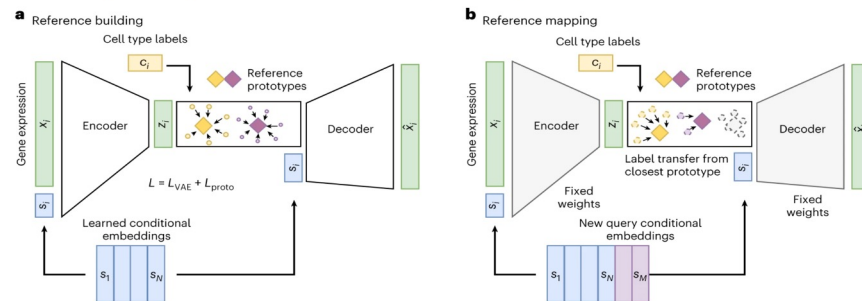 a Reference building
Cell type labels
c_i
Reference
prototypes
Gene expression
x_i
Encoder
z_i
Decoder
x̂_i
s_i
s_i
L = L_VAE + L_proto
Learned conditional
embeddings
s_1
s_N
b Reference mapping
Cell type labels
c_i
Reference
prototypes
Gene expression
x_i
Encoder
z_i
Decoder
x̂_i
Label transfer from
closest prototype
s_i
s_i
Fixed
weights
Fixed
weights
New query conditional
embeddings
s_1
s_N
s_M